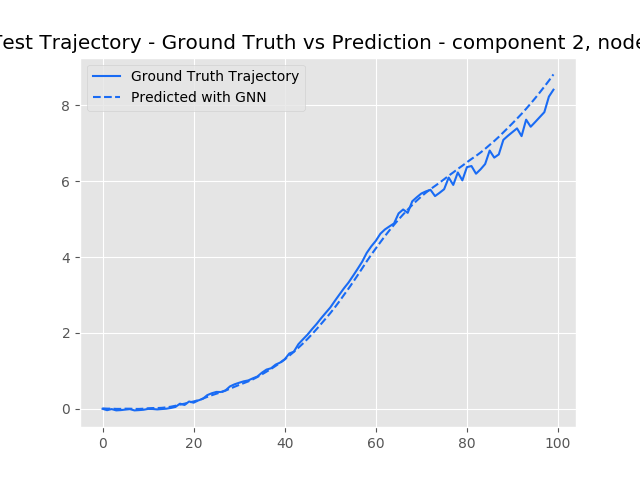 Test Trajectory - Ground Truth vs Prediction - component 2, node
Ground Truth Trajectory
Predicted with GNN
8
6
4
2
0
0 20 40 60 80 100